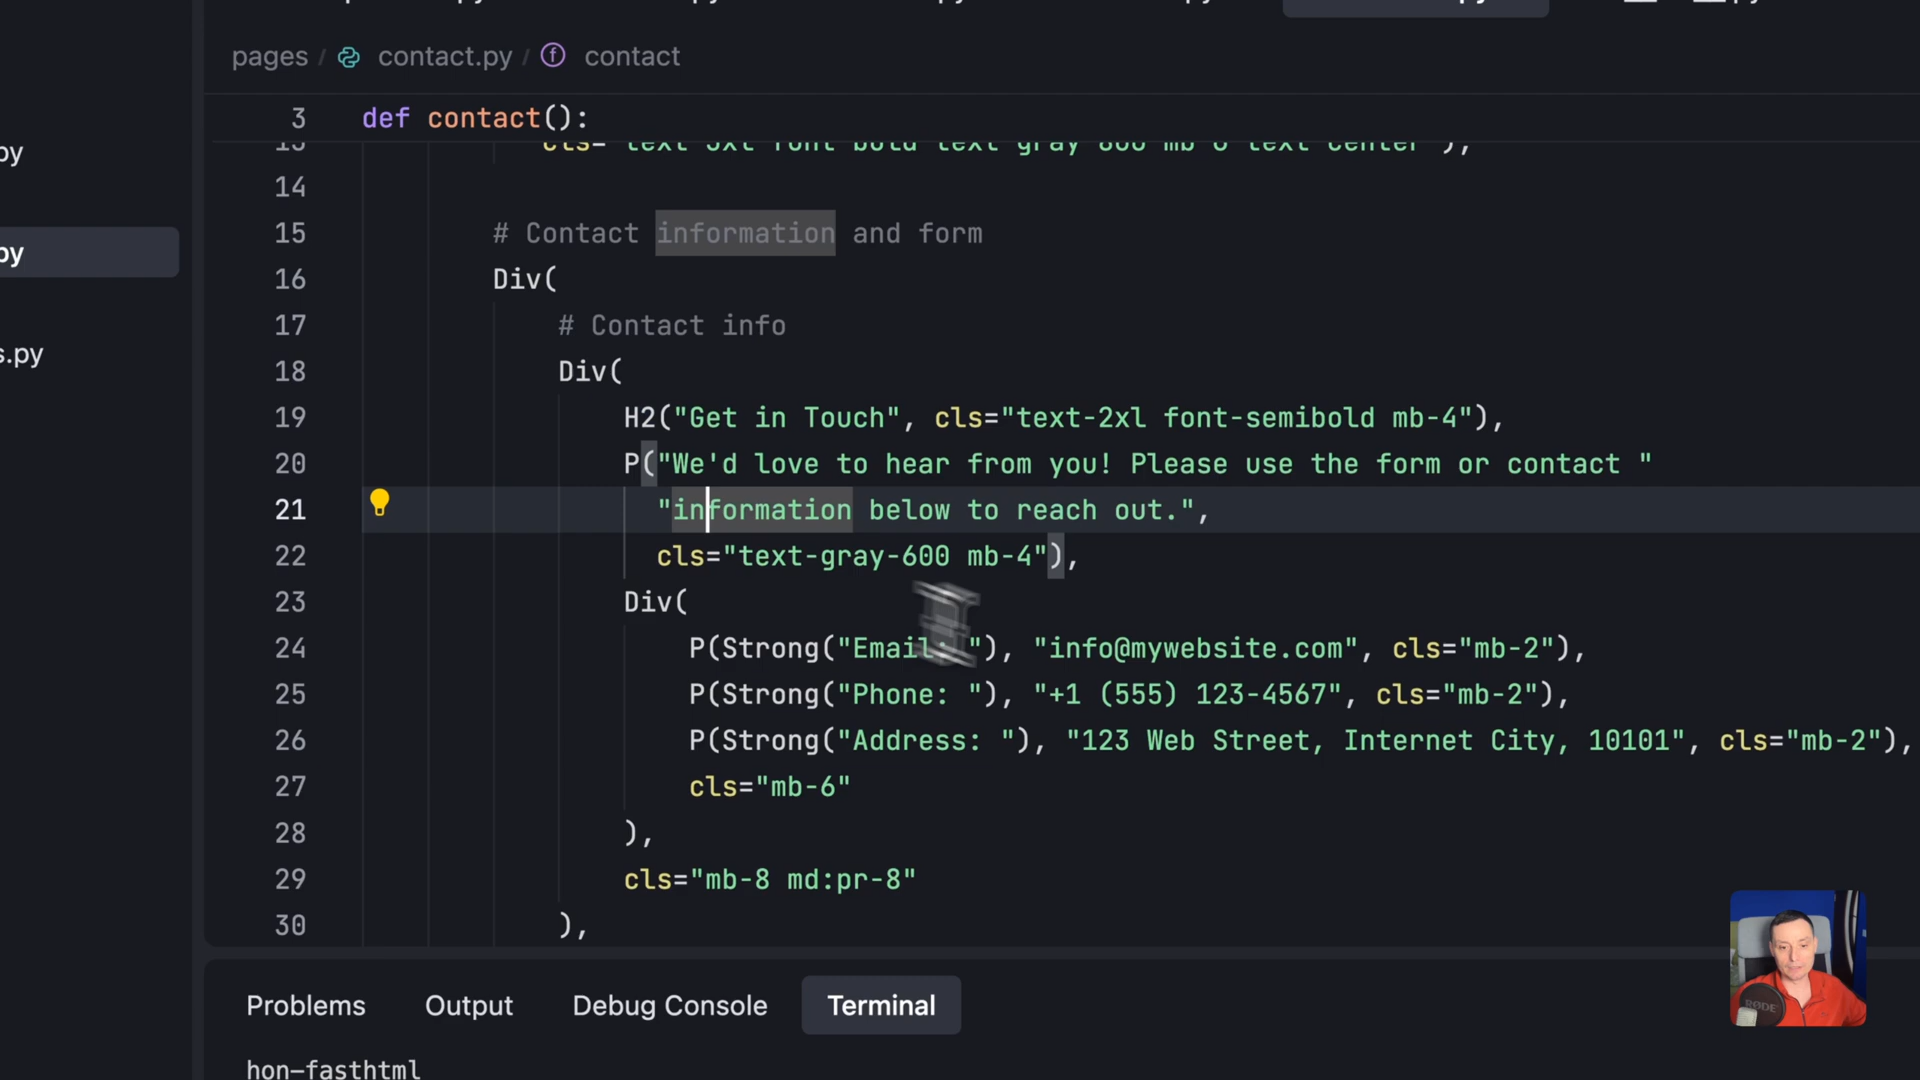 pages / contact.py / contact
3 def contact():
14
15 # Contact information and form
16 Div(
17 # Contact info
18 Div(
19 H2("Get in Touch", cls="text-2xl font-semibold mb-4"),
20 P("We'd love to hear from you! Please use the form or contact "
21 "information below to reach out.",
22 cls="text-gray-600 mb-4"),
23 Div(
24 P(Strong("Email: "), "info@mywebsite.com", cls="mb-2"),
25 P(Strong("Phone: "), "+1 (555) 123-4567", cls="mb-2"),
26 P(Strong("Address: "), "123 Web Street, Internet City, 10101", cls="mb-2"),
27 cls="mb-6"
28 ),
29 cls="mb-8 md:pr-8"
30 ),
py
py
s.py
Problems Output Debug Console Terminal
hon-fasthtml
RØDE